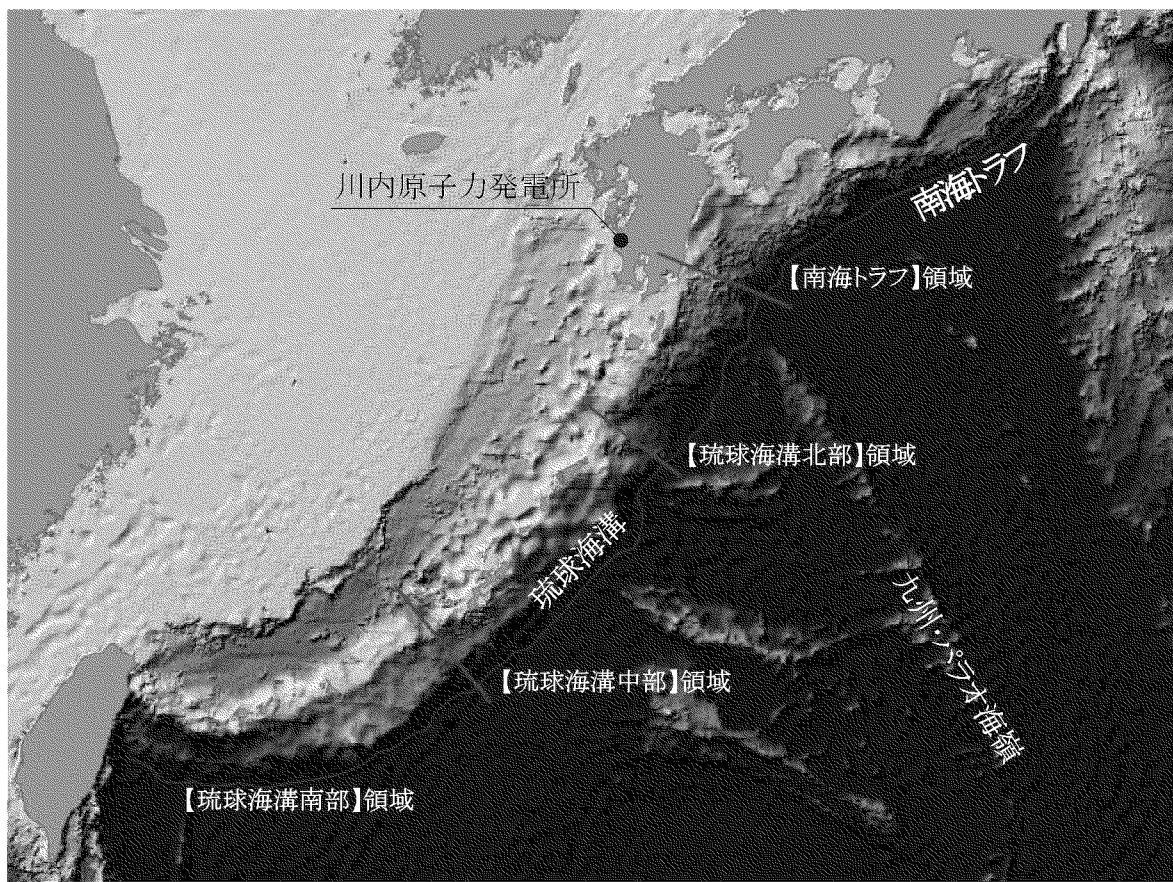 川内原子力発電所
南海トラフ
【南海トラフ】領域
【琉球海溝北部】領域
琉球海溝
九州・パラオ海嶺
【琉球海溝中部】領域
【琉球海溝南部】領域